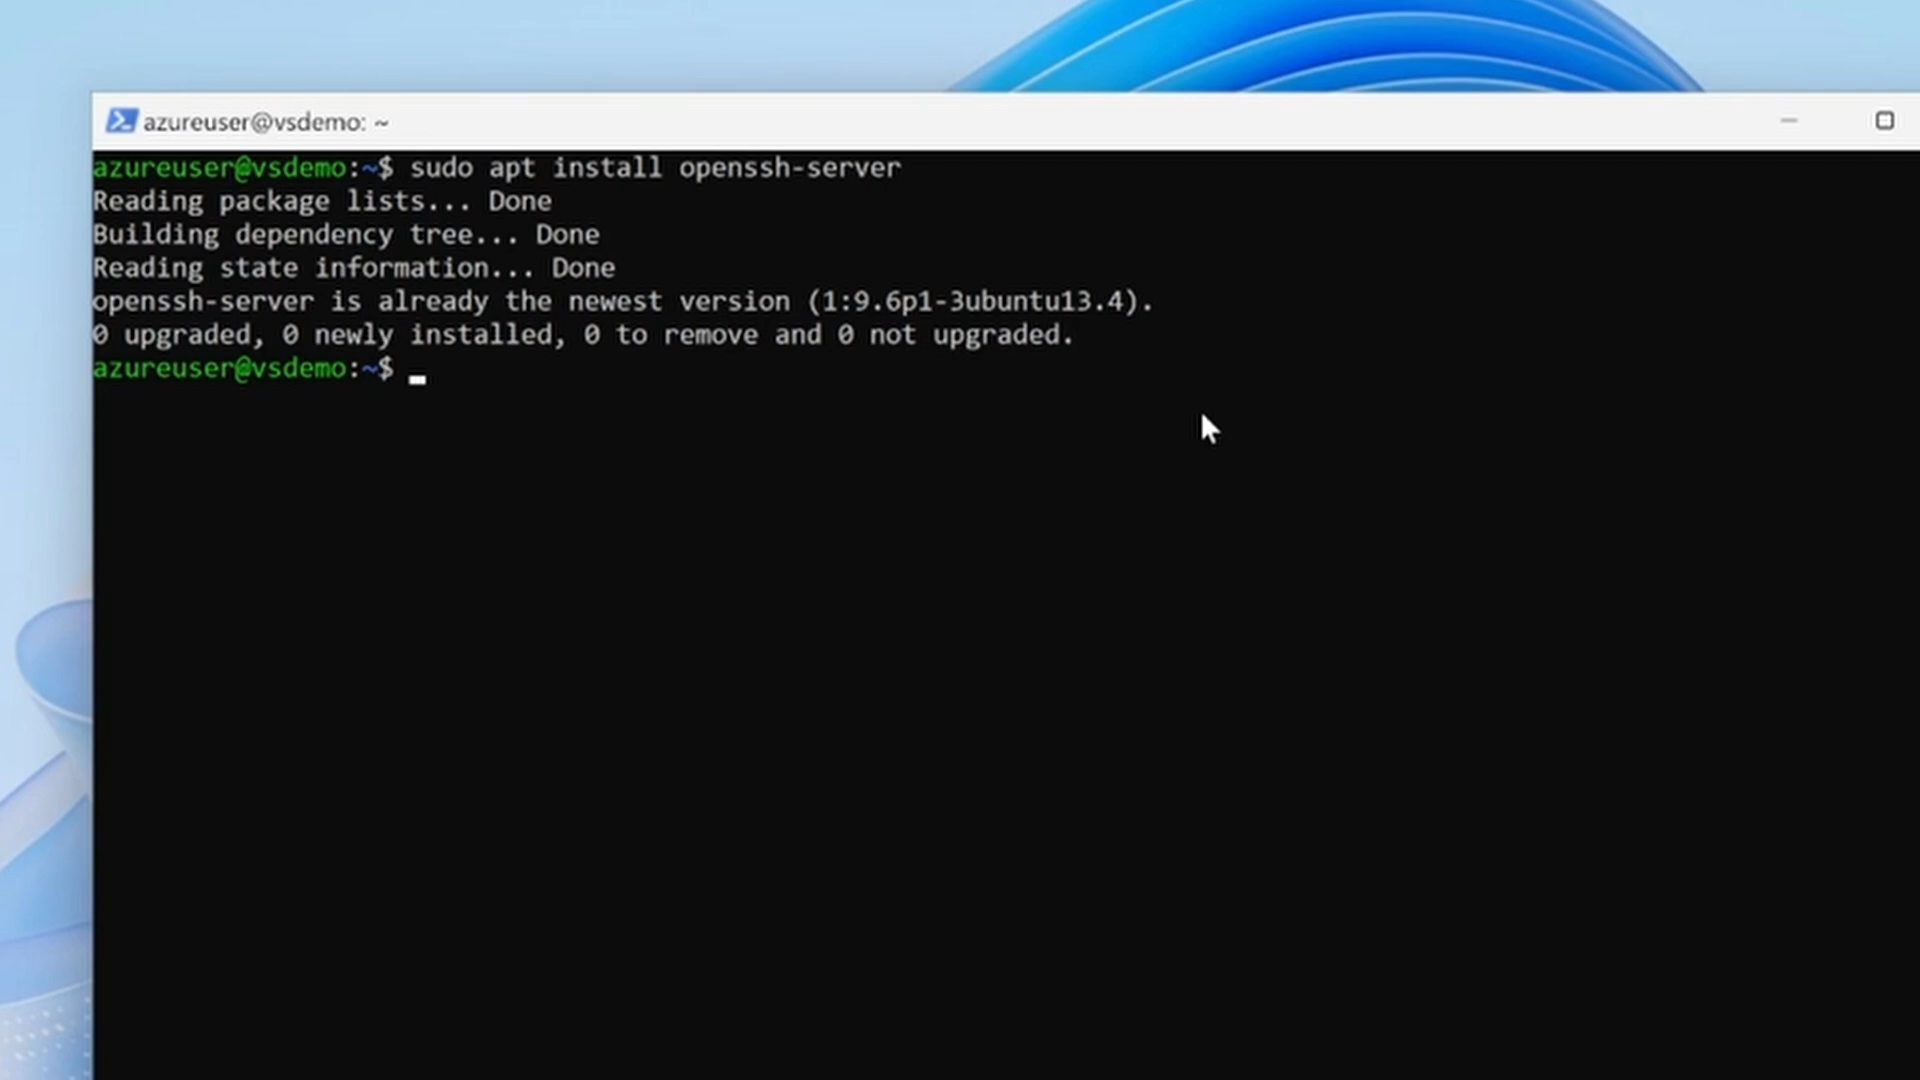 azureuser@vsdemo: ~
azureuser@vsdemo:~$ sudo apt install openssh-server
Reading package lists... Done
Building dependency tree... Done
Reading state information... Done
openssh-server is already the newest version (1:9.6p1-3ubuntu13.4).
0 upgraded, 0 newly installed, 0 to remove and 0 not upgraded.
azureuser@vsdemo:~$